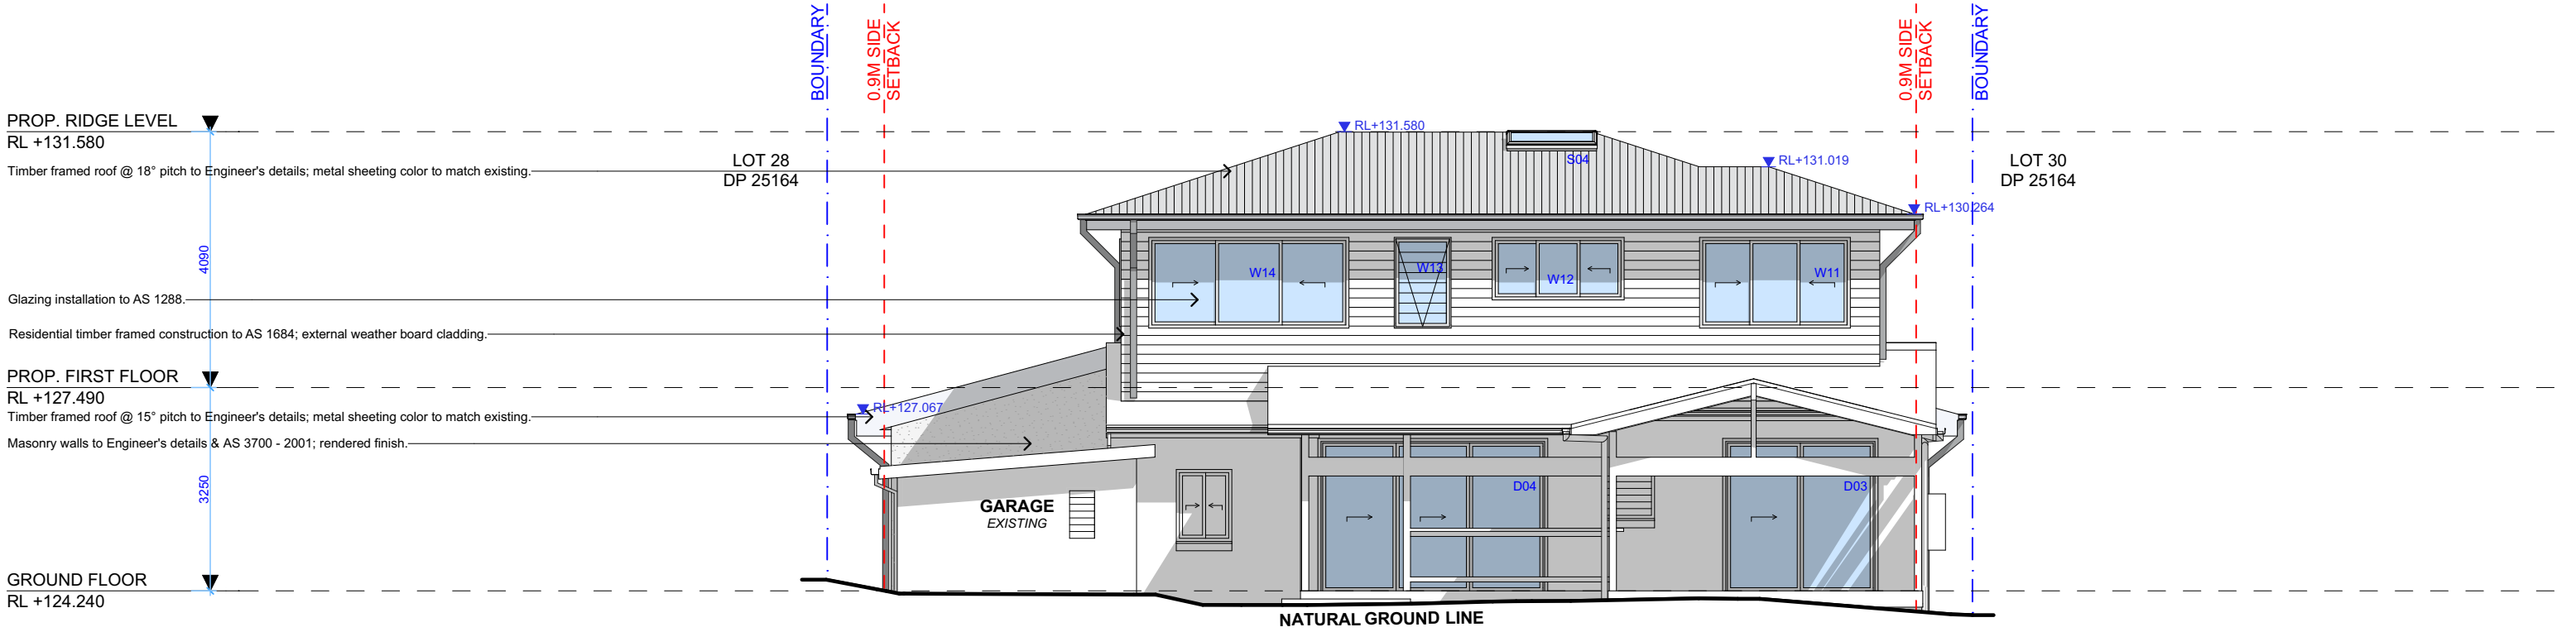 BOUNDARY
0.9M SIDE
SETBACK
0.9M SIDE
SETBACK
BOUNDARY
PROP. RIDGE LEVEL
RL +131.580
RL+131.580
S04
RL+131.019
LOT 28
DP 25164
LOT 30
DP 25164
Timber framed roof @ 18° pitch to Engineer's details; metal sheeting color to match existing.
RL+130.264
4090
W14
W13
W12
W11
Glazing installation to AS 1288.
Residential timber framed construction to AS 1684; external weather board cladding.
PROP. FIRST FLOOR
RL +127.490
RL+127.067
Timber framed roof @ 15° pitch to Engineer's details; metal sheeting color to match existing.
Masonry walls to Engineer's details & AS 3700 - 2001; rendered finish.
3250
D04
D03
GARAGE
EXISTING
GROUND FLOOR
RL +124.240
NATURAL GROUND LINE